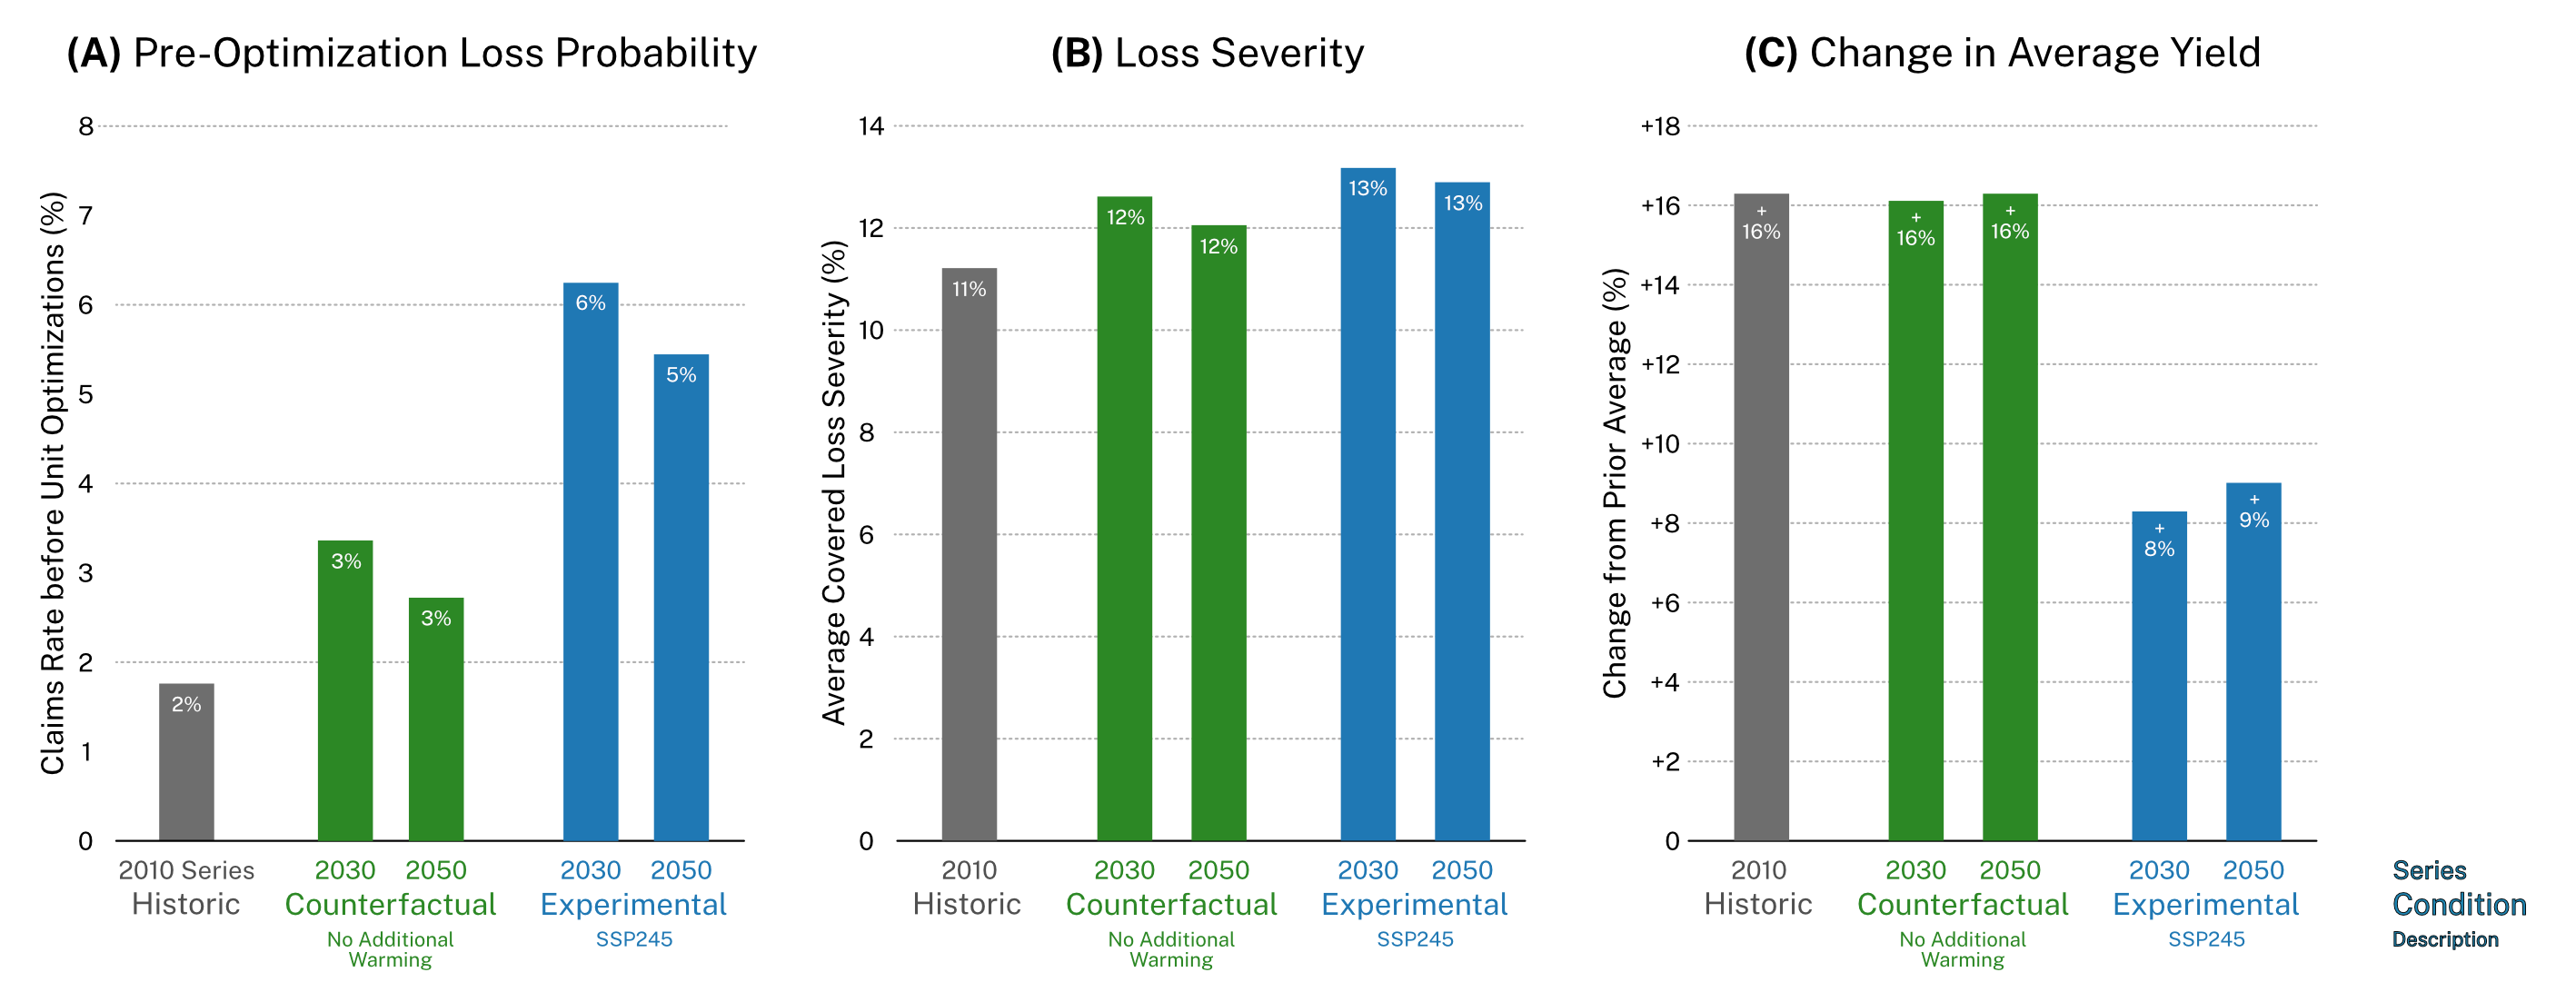 (A) Pre-Optimization Loss Probability
Claims Rate before Unit Optimizations (%)
8
7
6
5
4
3
2
1
0
2%
3%
3%
6%
5%
2010 Series
2030
2050
2030
2050
Historic
Counterfactual
Experimental
No Additional
Warming
SSP245
(B) Loss Severity
Average Covered Loss Severity (%)
14
12
10
8
6
4
2
0
11%
12%
12%
13%
13%
2010
2030
2050
2030
2050
Historic
Counterfactual
Experimental
No Additional
Warming
SSP245
(C) Change in Average Yield
Change from Prior Average (%)
+18
+16
+14
+12
+10
+8
+6
+4
+2
0
+
16%
+
16%
+
16%
+
8%
+
9%
2010
2030
2050
2030
2050
Historic
Counterfactual
Experimental
No Additional
Warming
SSP245
Series
Condition
Description